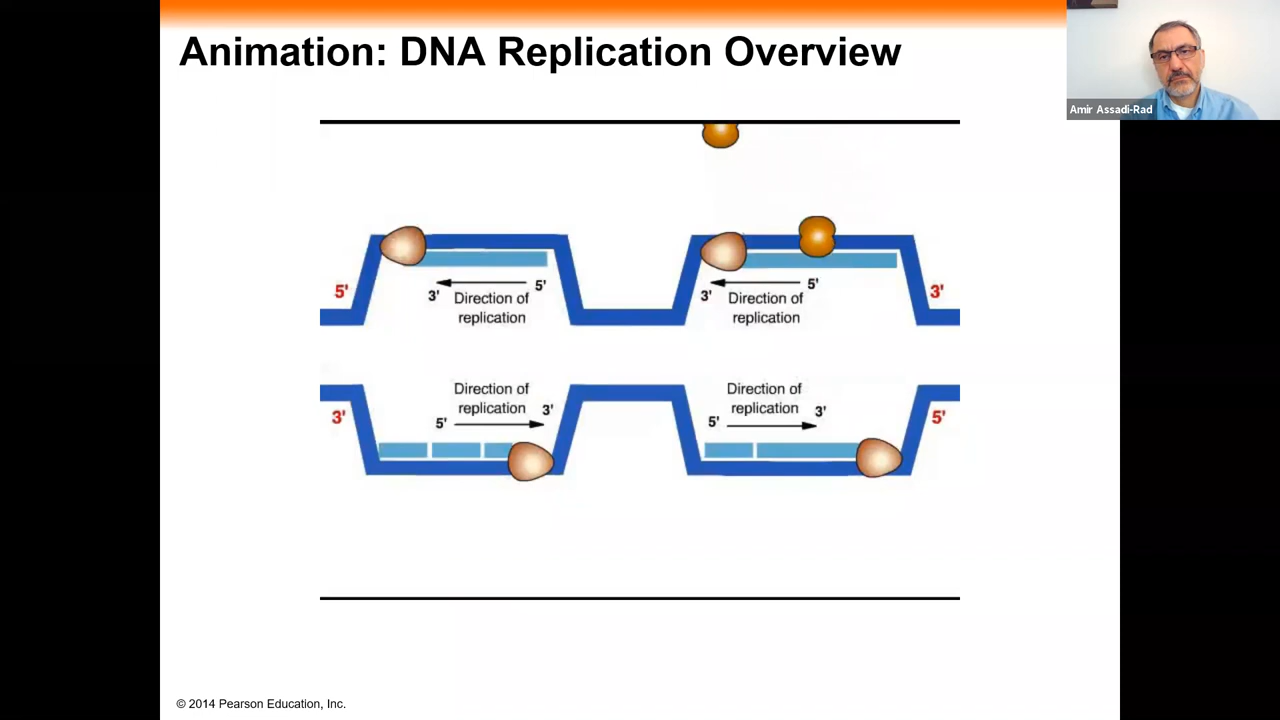 Animation: DNA Replication Overview
Amir Assadi-Rad
5'
3'
5'
Direction of
replication
3'
5'
Direction of
replication
3'
3'
Direction of
replication
5'
3'
Direction of
replication
5'
3'
5'
© 2014 Pearson Education, Inc.